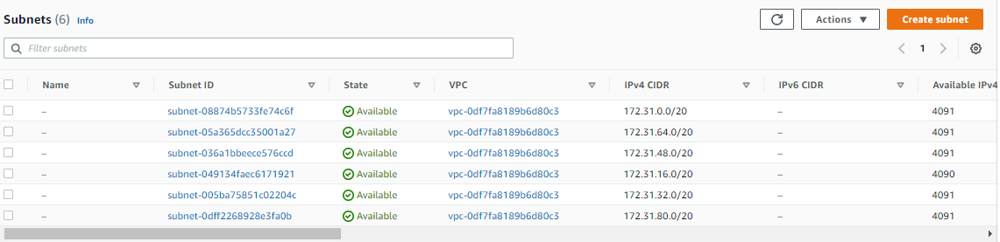 Subnets (6) Info Actions Create subnet
Filter subnets 1
Name Subnet ID State VPC IPv4 CIDR IPv6 CIDR Available IPv4
– subnet-08874b5733fe74c6f Available vpc-0df7fa8189b6d80c3 172.31.0.0/20 – 4091
– subnet-05a365dcc35001a27 Available vpc-0df7fa8189b6d80c3 172.31.64.0/20 – 4091
– subnet-036a1bbeece576ccd Available vpc-0df7fa8189b6d80c3 172.31.48.0/20 – 4091
– subnet-049134faec6171921 Available vpc-0df7fa8189b6d80c3 172.31.16.0/20 – 4090
– subnet-005ba75851c02204c Available vpc-0df7fa8189b6d80c3 172.31.32.0/20 – 4091
– subnet-0dff2268928e3fa0b Available vpc-0df7fa8189b6d80c3 172.31.80.0/20 – 4091